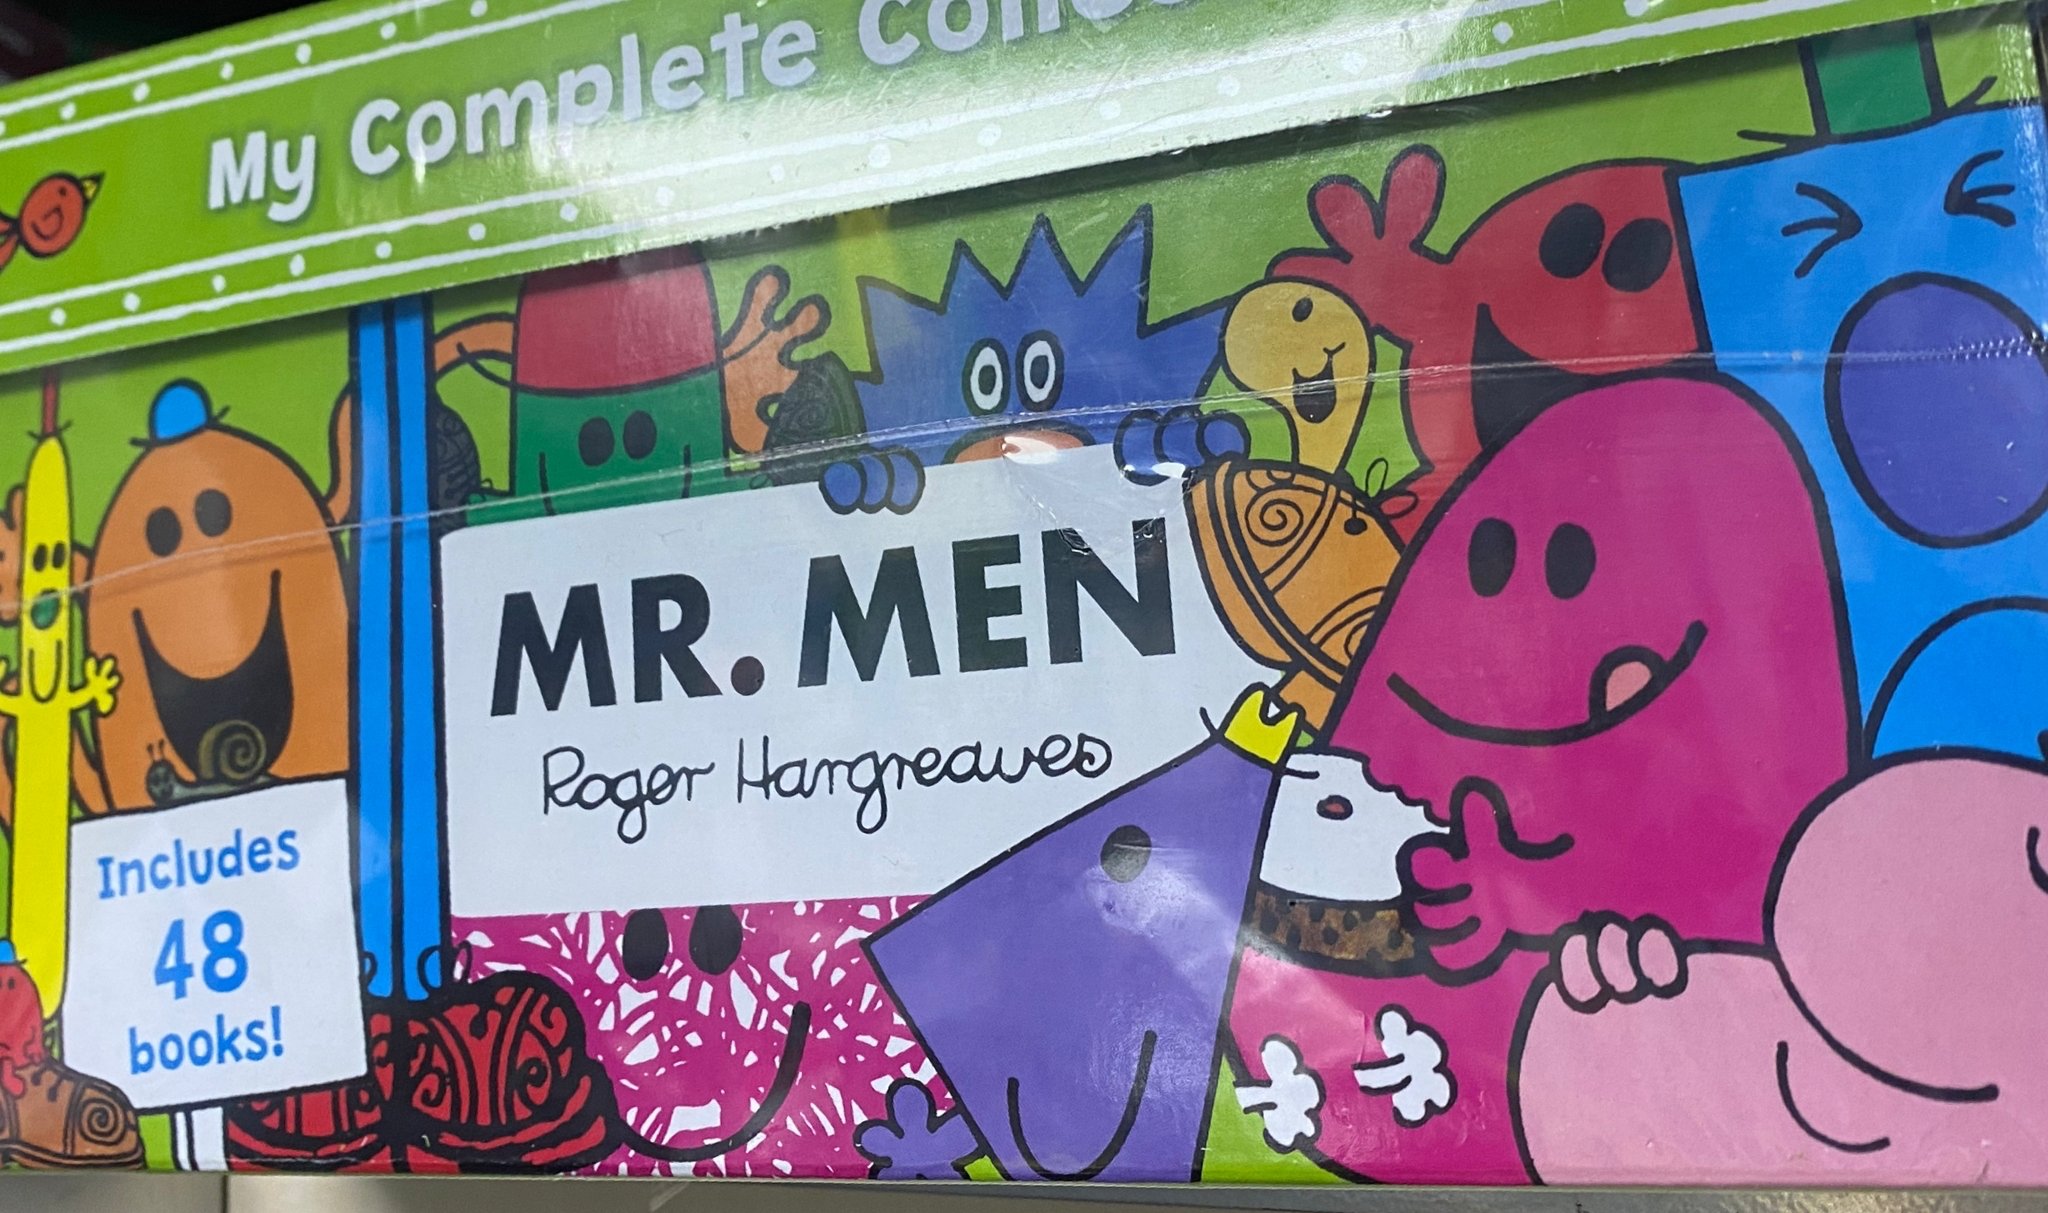 My Complete
MR. MEN
Roger Hargreaves
Includes
48
books!